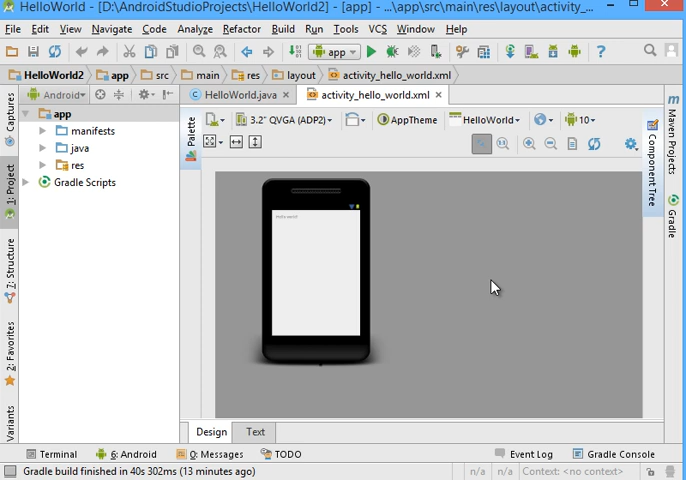 HelloWorld - [D:\AndroidStudioProjects\HelloWorld2] - [app] - ...\app\src\main\res\layout\activity_...
File Edit View Navigate Code Analyze Refactor Build Run Tools VCS Window Help
app
HelloWorld2 app src main res layout activity_hello_world.xml
Captures
1: Project
7: Structure
2: Favorites
Variants
Android
app
manifests
java
res
Gradle Scripts
HelloWorld.java activity_hello_world.xml
Palette
3.2" QVGA (ADP2) AppTheme HelloWorld 10
Hello world!
Component Tree
Maven Projects
Gradle
Design Text
Terminal 6: Android 0: Messages TODO Event Log Gradle Console
Gradle build finished in 40s 302ms (13 minutes ago) n/a n/a Context: <no context>